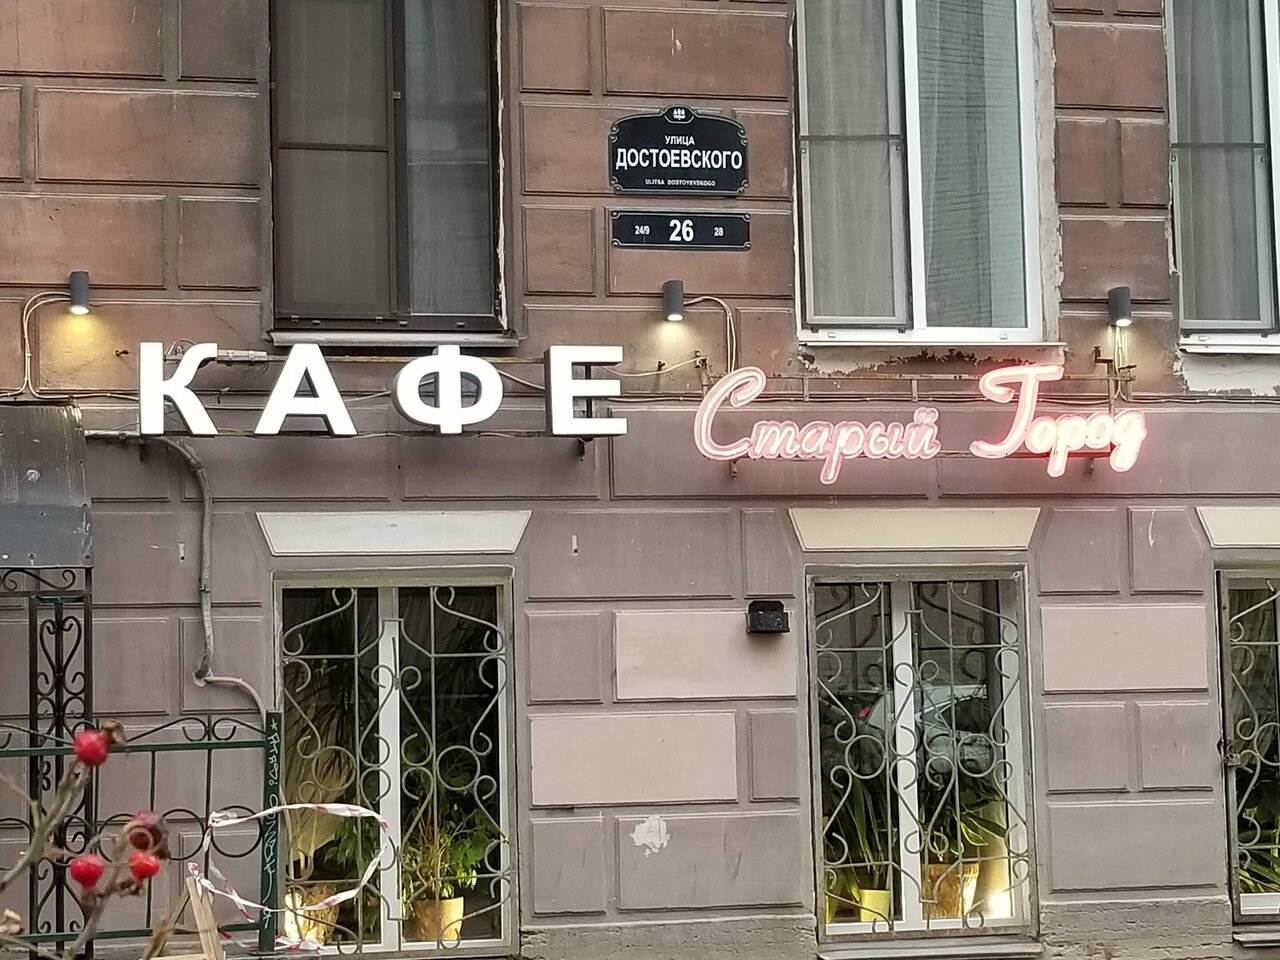 УЛИЦА
ДОСТОЕВСКОГО
ULITSA DOSTOYEVSKOGO
24/9 26 28
КАФЕ
Старый Город